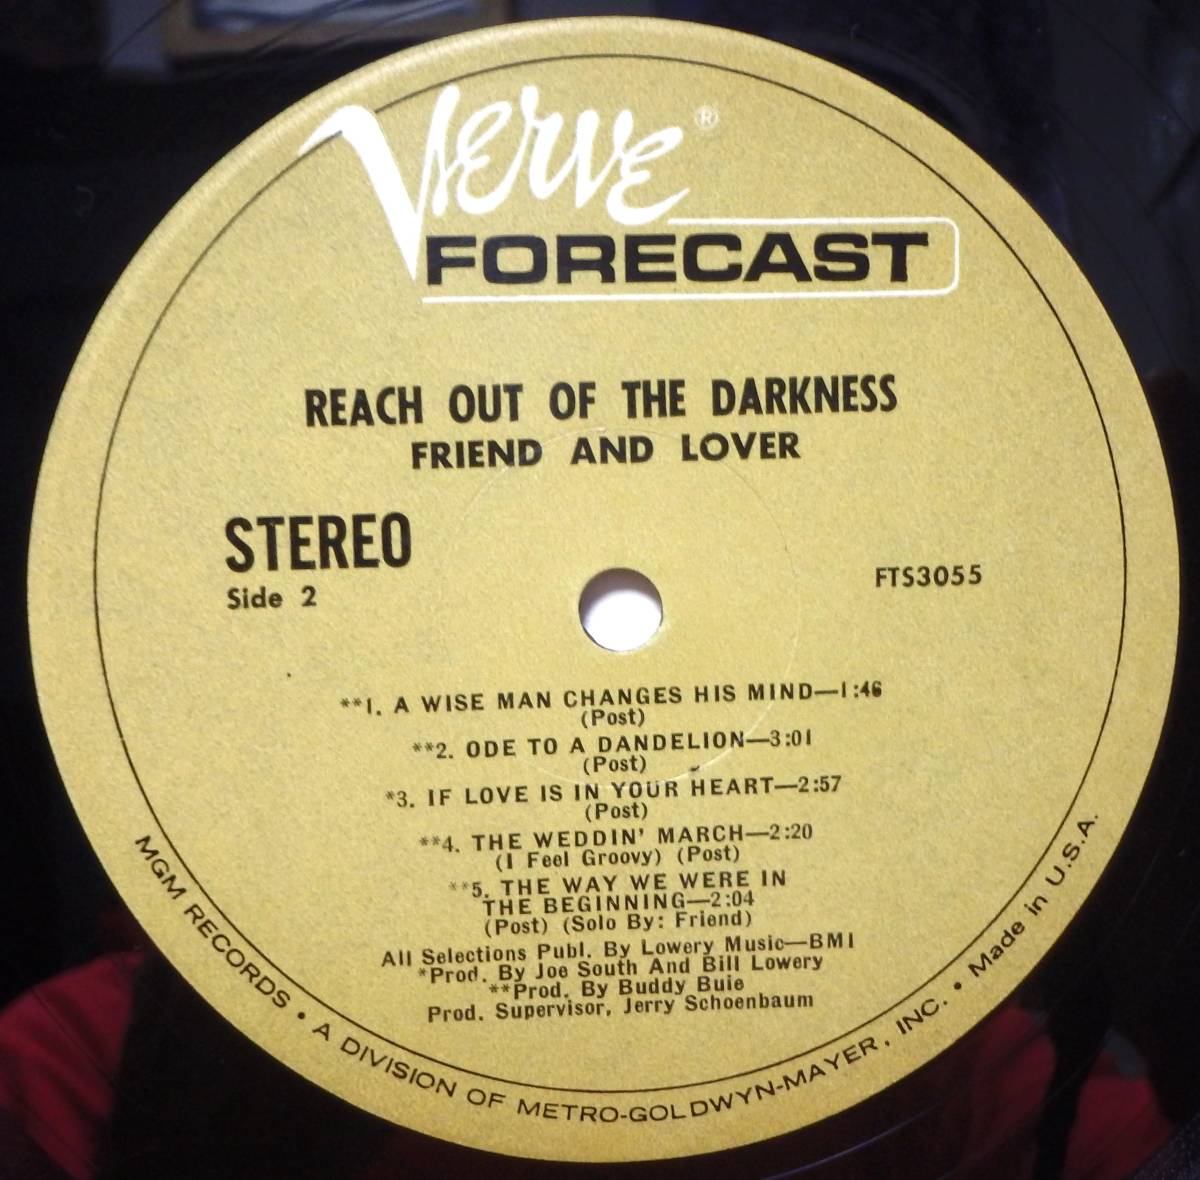 Verve ®
FORECAST
REACH OUT OF THE DARKNESS
FRIEND AND LOVER
STEREO
Side 2
FTS3055
**1. A WISE MAN CHANGES HIS MIND—1:46
(Post)
**2. ODE TO A DANDELION—3:01
(Post)
*3. IF LOVE IS IN YOUR HEART—2:57
(Post)
**4. THE WEDDIN' MARCH—2:20
(I Feel Groovy) (Post)
**5. THE WAY WE WERE IN
THE BEGINNING—2:04
(Post) (Solo By: Friend)
All Selections Publ. By Lowery Music—BMI
*Prod. By Joe South And Bill Lowery
**Prod. By Buddy Buie
Prod. Supervisor, Jerry Schoenbaum
MGM RECORDS • A DIVISION OF METRO-GOLDWYN-MAYER, INC. • Made in U.S.A.